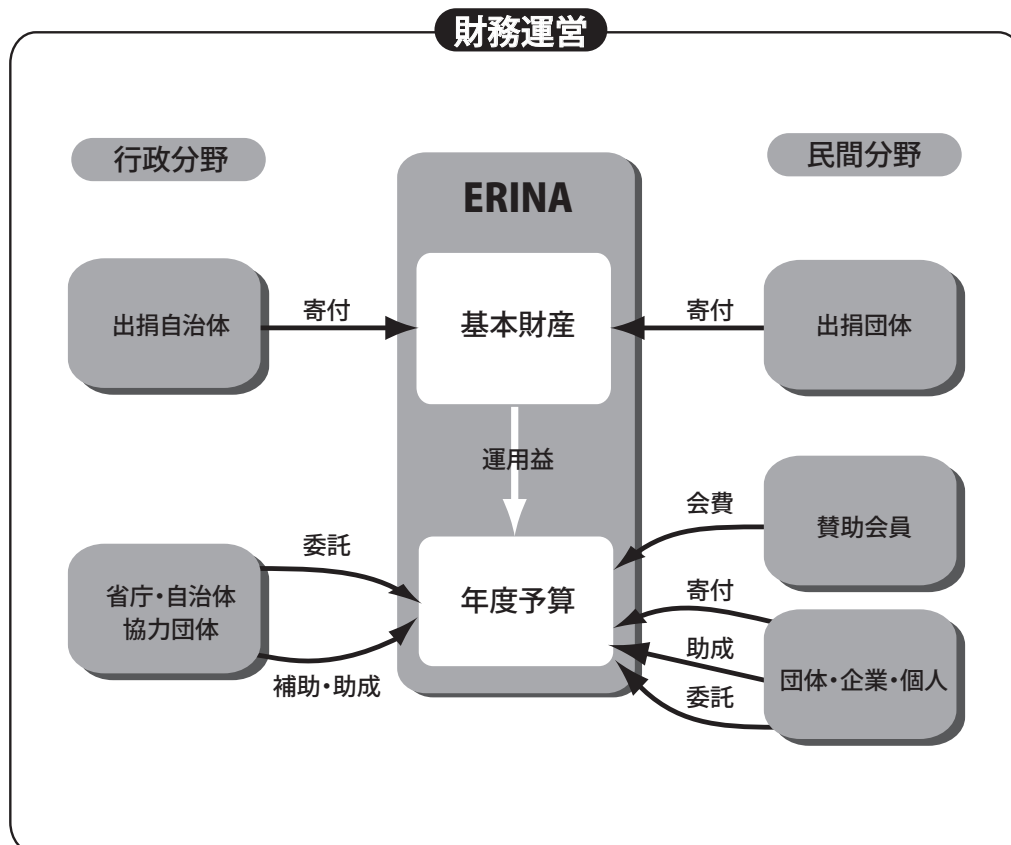 財務運営
行政分野
民間分野
ERINA
出捐自治体
寄付
基本財産
寄付
出捐団体
運用益
会費
賛助会員
委託
省庁・自治体
協力団体
年度予算
寄付
助成
団体・企業・個人
補助・助成
委託